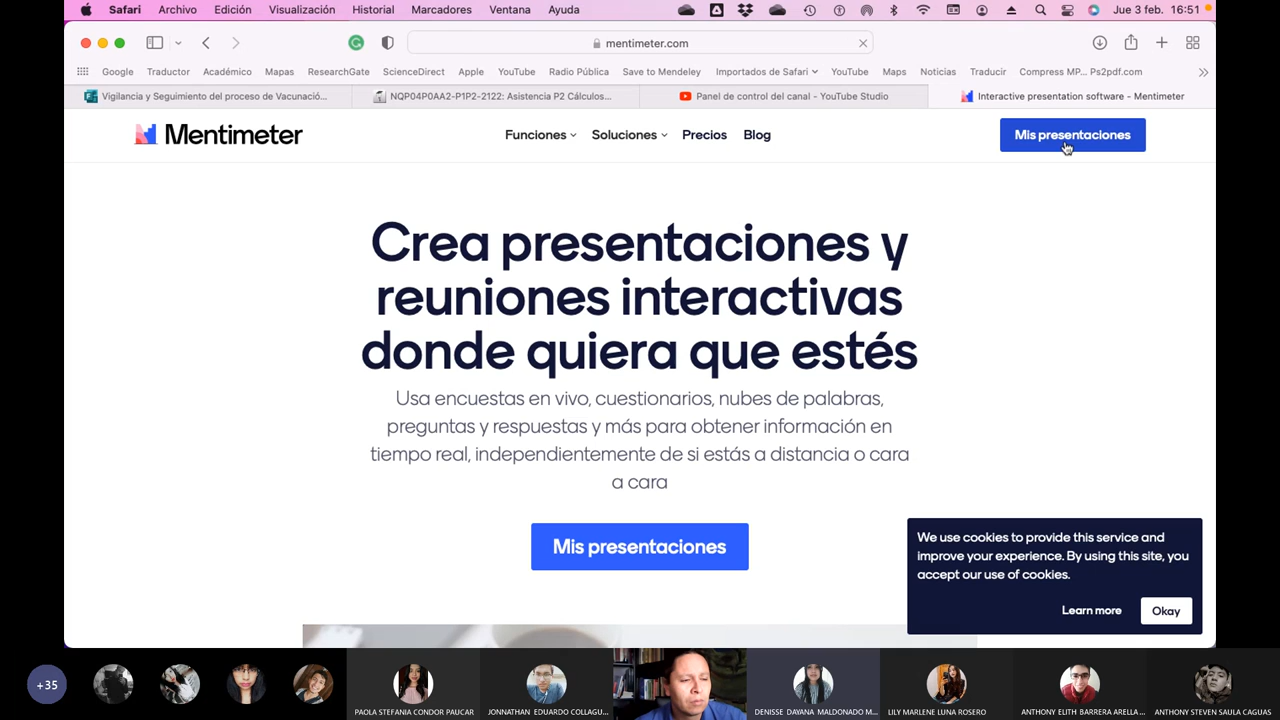 Safari Archivo Edición Visualización Historial Marcadores Ventana Ayuda Jue 3 feb. 16:51
mentimeter.com
Google Traductor Académico Mapas ResearchGate ScienceDirect Apple YouTube Radio Pública Save to Mendeley Importados de Safari YouTube Maps Noticias Traducir Compress MP... Ps2pdf.com
Vigilancia y Seguimiento del proceso de Vacunació... NQP04P0AA2-P1P2-2122: Asistencia P2 Cálculos... Panel de control del canal - YouTube Studio Interactive presentation software - Mentimeter
Mentimeter Funciones Soluciones Precios Blog Mis presentaciones
Crea presentaciones y
reuniones interactivas
donde quiera que estés
Usa encuestas en vivo, cuestionarios, nubes de palabras,
preguntas y respuestas y más para obtener información en
tiempo real, independientemente de si estás a distancia o cara
a cara
Mis presentaciones
We use cookies to provide this service and
improve your experience. By using this site, you
accept our use of cookies.
Learn more Okay
+35
PAOLA STEFANIA CONDOR PAUCAR JONNATHAN EDUARDO COLLAGU... DENISSE DAYANA MALDONADO M... LILY MARLENE LUNA ROSERO ANTHONY ELITH BARRERA ARELLA... ANTHONY STEVEN SAULA CAGUAS